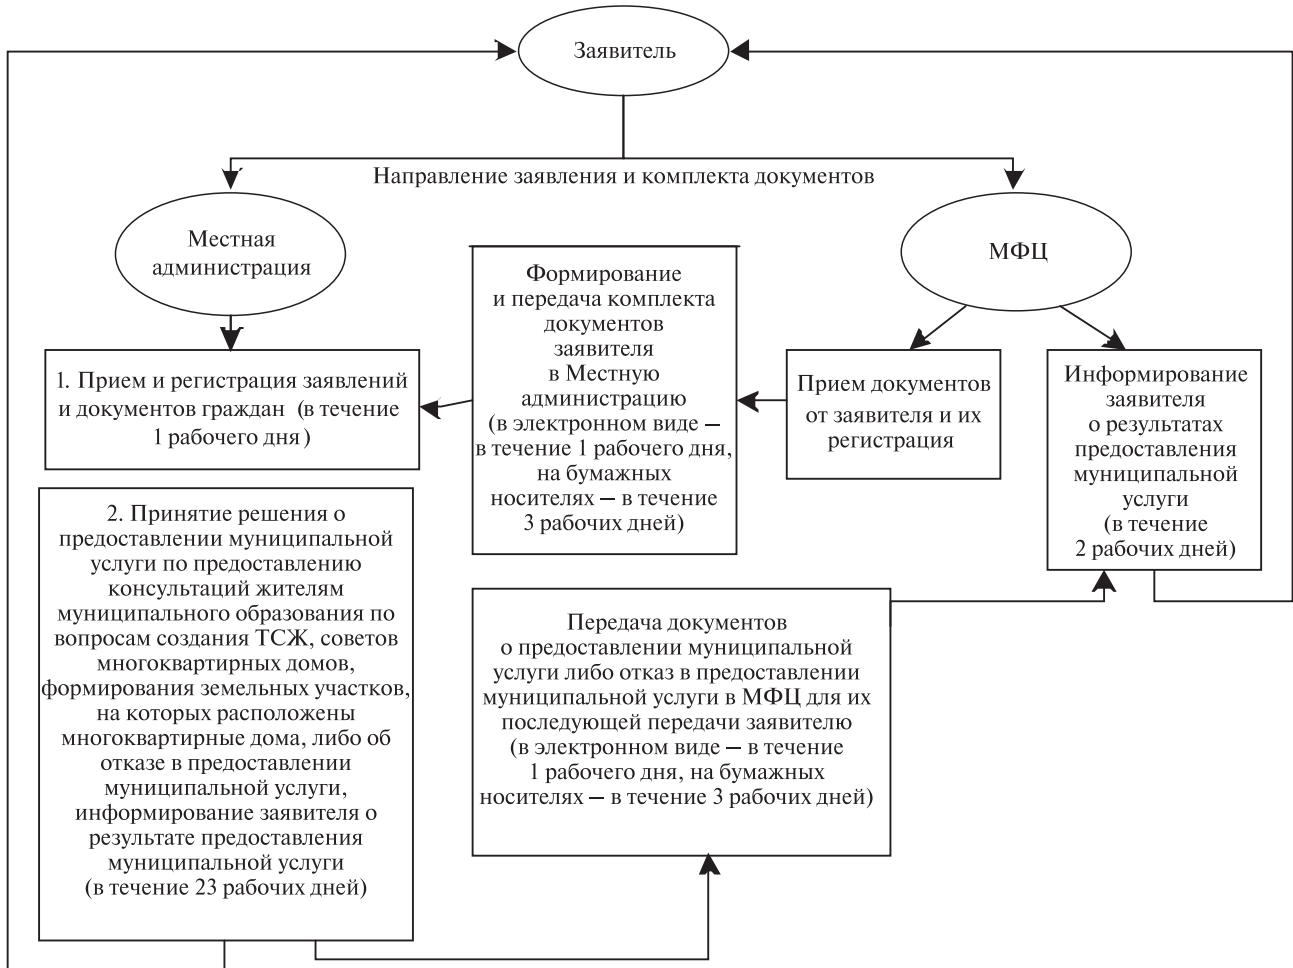 Заявитель
Направление заявления и комплекта документов
Местная
администрация
МФЦ
1. Прием и регистрация заявлений
и документов граждан (в течение
1 рабочего дня)
Формирование
и передача комплекта
документов
заявителя
в Местную
администрацию
(в электронном виде –
в течение 1 рабочего дня,
на бумажных
носителях – в течение
3 рабочих дней)
Прием документов
от заявителя и их
регистрация
Информирование
заявителя
о результатах
предоставления
муниципальной
услуги
(в течение
2 рабочих дней)
2. Принятие решения о
предоставлении муниципальной
услуги по предоставлению
консультаций жителям
муниципального образования по
вопросам создания ТСЖ, советов
многоквартирных домов,
формирования земельных участков,
на которых расположены
многоквартирные дома, либо об
отказе в предоставлении
муниципальной услуги,
информирование заявителя о
результате предоставления
муниципальной услуги
(в течение 23 рабочих дней)
Передача документов
о предоставлении муниципальной
услуги либо отказ в предоставлении
муниципальной услуги в МФЦ для их
последующей передачи заявителю
(в электронном виде – в течение
1 рабочего дня, на бумажных
носителях – в течение 3 рабочих дней)